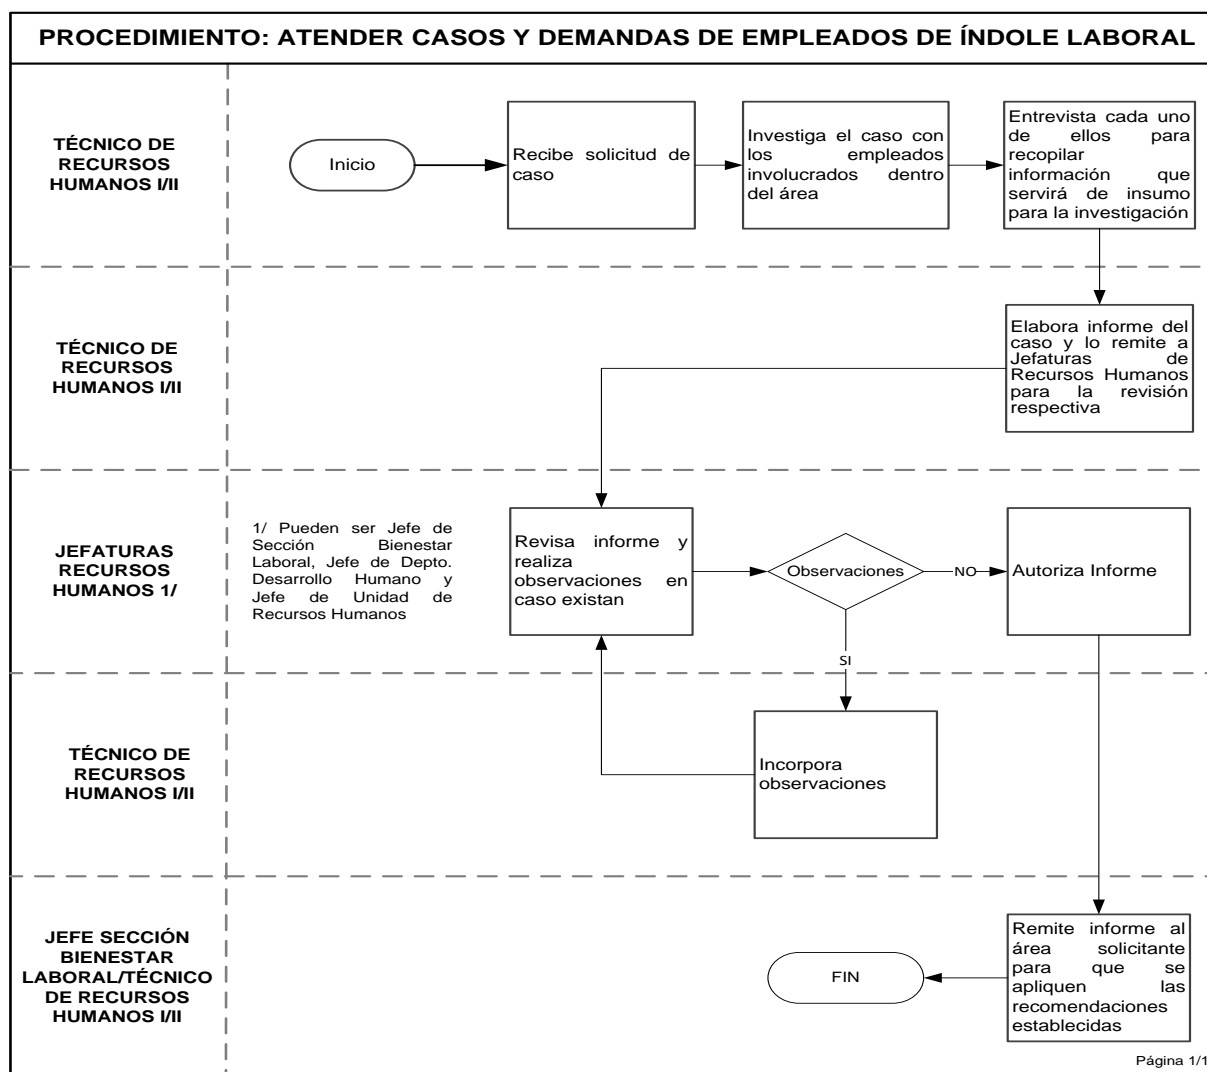 PROCEDIMIENTO: ATENDER CASOS Y DEMANDAS DE EMPLEADOS DE ÍNDOLE LABORAL
TÉCNICO DE
RECURSOS
HUMANOS I/II
Inicio
Recibe solicitud de
caso
Investiga el caso con
los empleados
involucrados dentro
del área
Entrevista cada uno
de ellos para
recopilar
información que
servirá de insumo
para la investigación
TÉCNICO DE
RECURSOS
HUMANOS I/II
Elabora informe del
caso y lo remite a
Jefaturas de
Recursos Humanos
para la revisión
respectiva
JEFATURAS
RECURSOS
HUMANOS 1/
1/ Pueden ser Jefe de
Sección Bienestar
Laboral, Jefe de Depto.
Desarrollo Humano y
Jefe de Unidad de
Recursos Humanos
Revisa informe y
realiza
observaciones en
caso existan
Observaciones
NO
Autoriza Informe
SI
TÉCNICO DE
RECURSOS
HUMANOS I/II
Incorpora
observaciones
JEFE SECCIÓN
BIENESTAR
LABORAL/TÉCNICO
DE RECURSOS
HUMANOS I/II
FIN
Remite informe al
área solicitante
para que se
apliquen las
recomendaciones
establecidas
Página 1/1